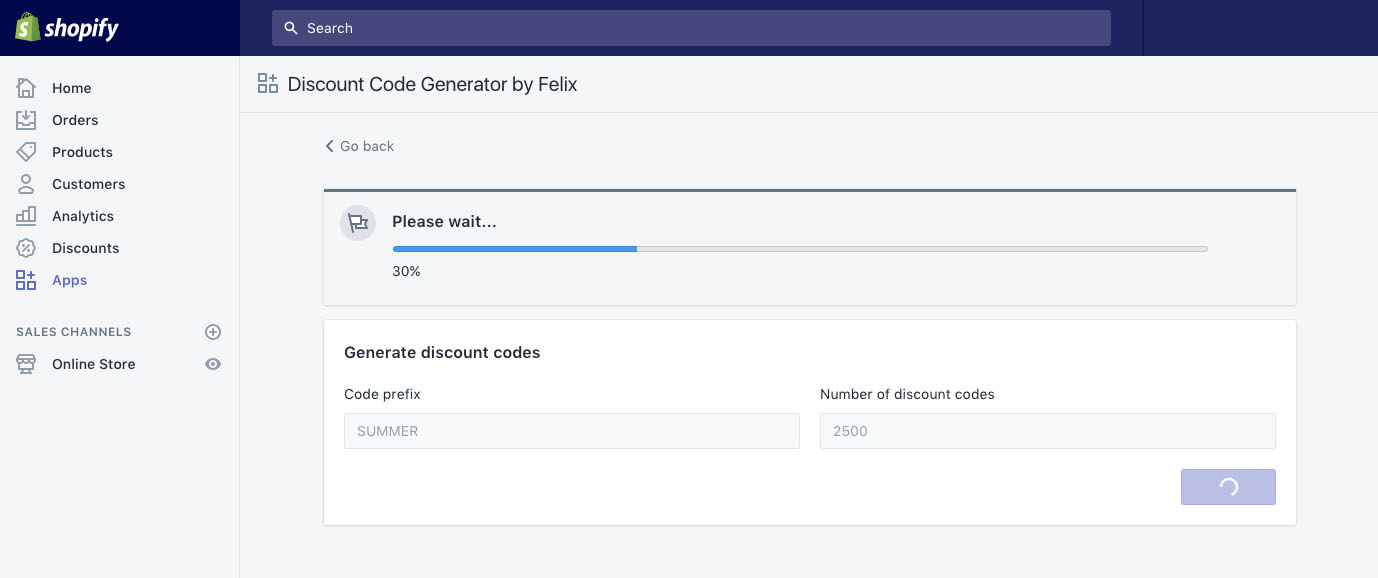 shopify
Search
Home
Orders
Products
Customers
Analytics
Discounts
Apps
SALES CHANNELS
Online Store
Discount Code Generator by Felix
Go back
Please wait...
30%
Generate discount codes
Code prefix
Number of discount codes
SUMMER
2500